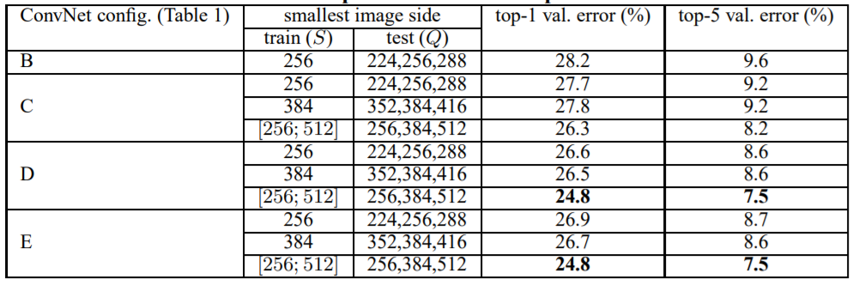 ConvNet config. (Table 1) smallest image side top-1 val. error (%) top-5 val. error (%)
train (S) test (Q)
B 256 224,256,288 28.2 9.6
256 224,256,288 27.7 9.2
C 384 352,384,416 27.8 9.2
[256; 512] 256,384,512 26.3 8.2
256 224,256,288 26.6 8.6
D 384 352,384,416 26.5 8.6
[256; 512] 256,384,512 24.8 7.5
256 224,256,288 26.9 8.7
E 384 352,384,416 26.7 8.6
[256; 512] 256,384,512 24.8 7.5